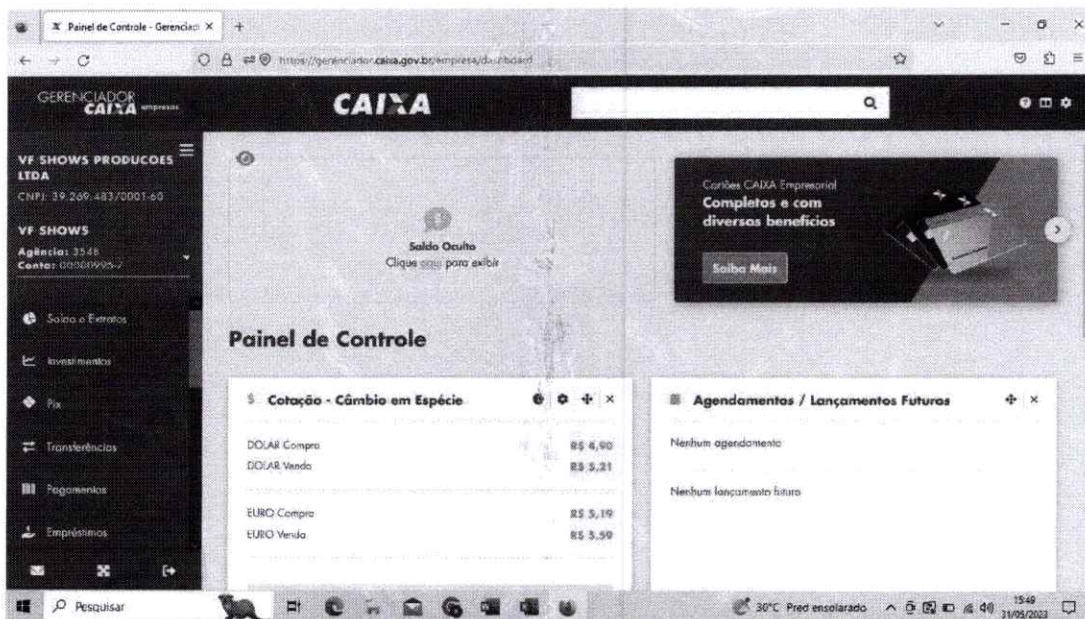 Painel de Controle - Gerenciad
https://gerenciador.caixa.gov.br/empresa/dashboard
GERENCIADOR
CAIXA empresas
CAIXA
VF SHOWS PRODUCOES
LTDA
CNPJ: 39.269.483/0001-60
VF SHOWS
Agência: 3546
Conta:
Saldo e Extratos
Investimentos
Pix
Transferências
Pagamentos
Empréstimos
Saldo Oculto
Clique aqui para exibir
Cartões CAIXA Empresarial
Completos e com
diversos benefícios
Saiba Mais
Painel de Controle
Cotação - Câmbio em Espécie
DOLAR Compra R$ 4,90
DOLAR Venda R$ 5,21
EURO Compra R$ 5,19
EURO Venda R$ 5,59
Agendamentos / Lançamentos Futuros
Nenhum agendamento
Nenhum lançamento futuro
Pesquisar
30°C Pred ensolarado
15:49
31/05/2023